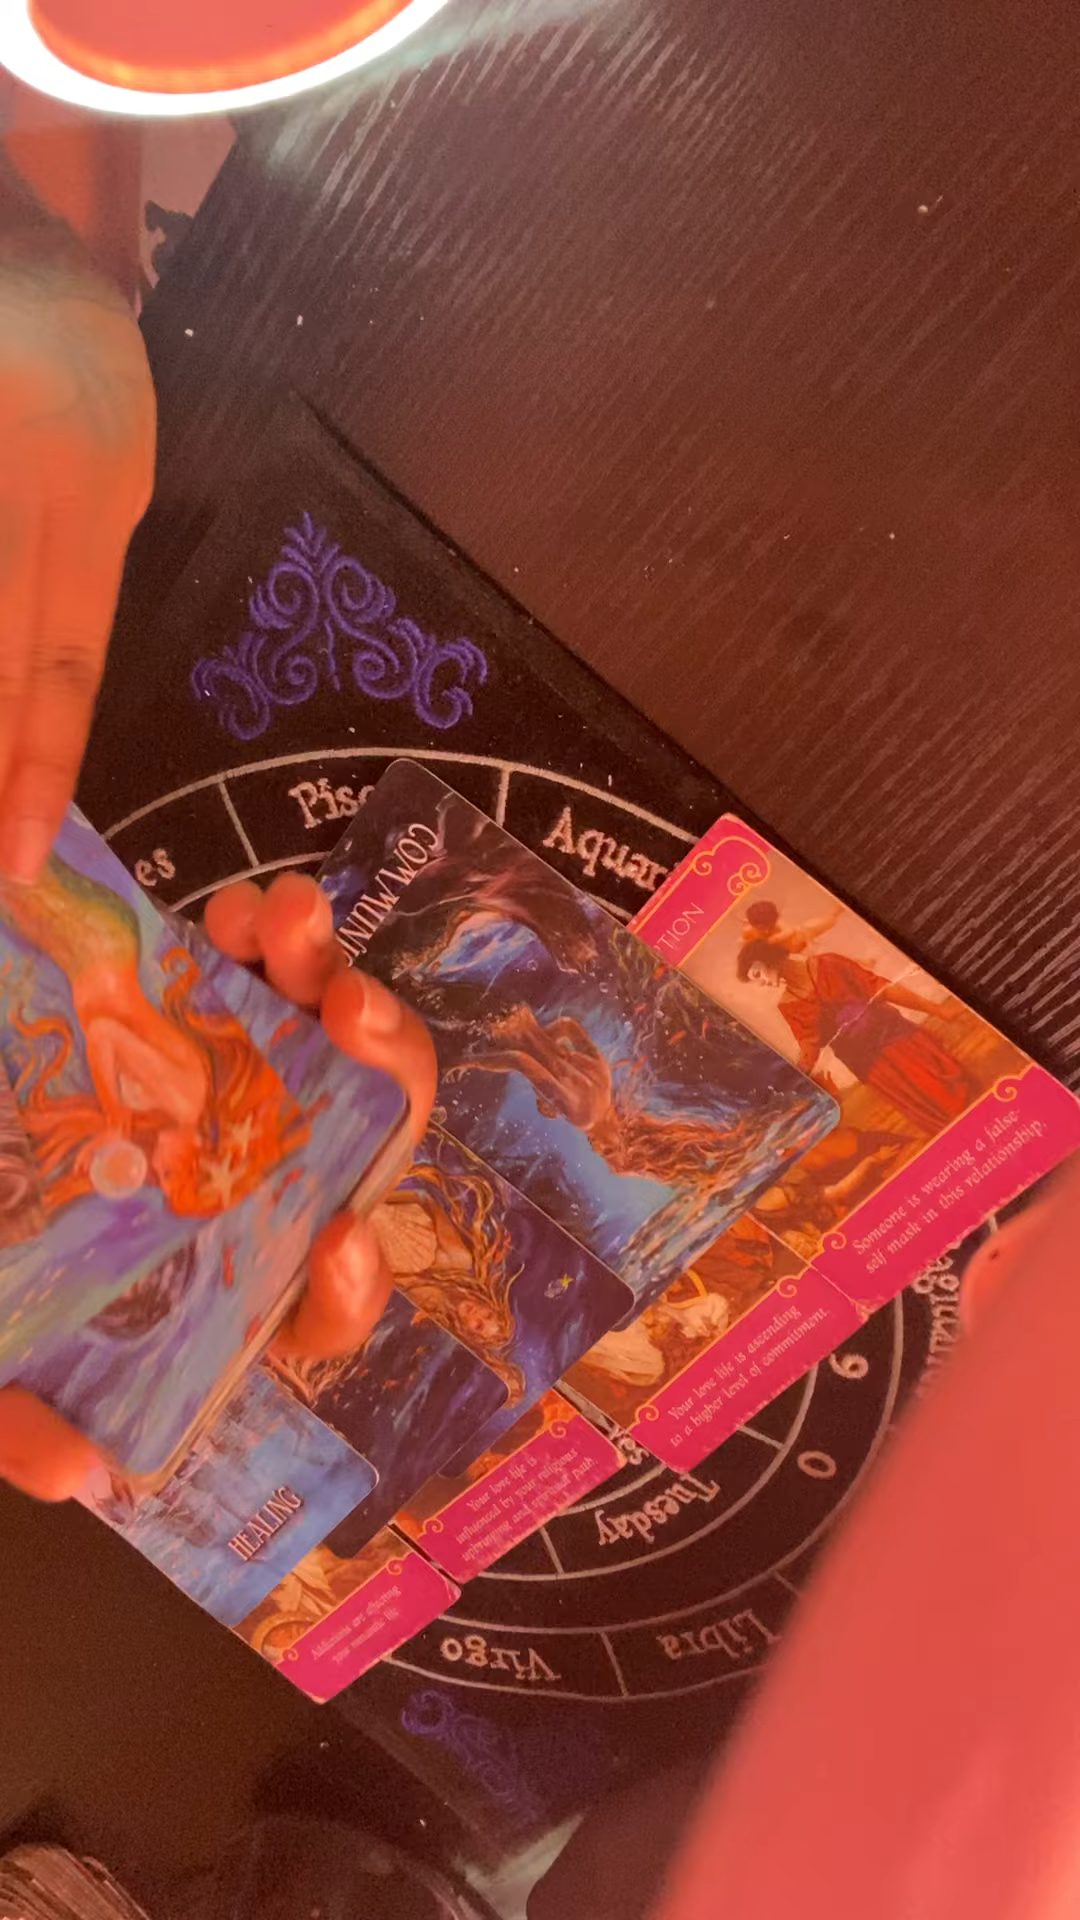 Pisc
Aquar
es
COMMUNI
TION
Someone is wearing a false-
self mask in this relationship.
Your love life is ascending
to a higher level of commitment.
Your love life is
influenced by your religious
upbringing and spiritual path.
HEALING
Addictions are affecting
your romantic life
Yes
9
0
Tuesday
Virgo
Libra